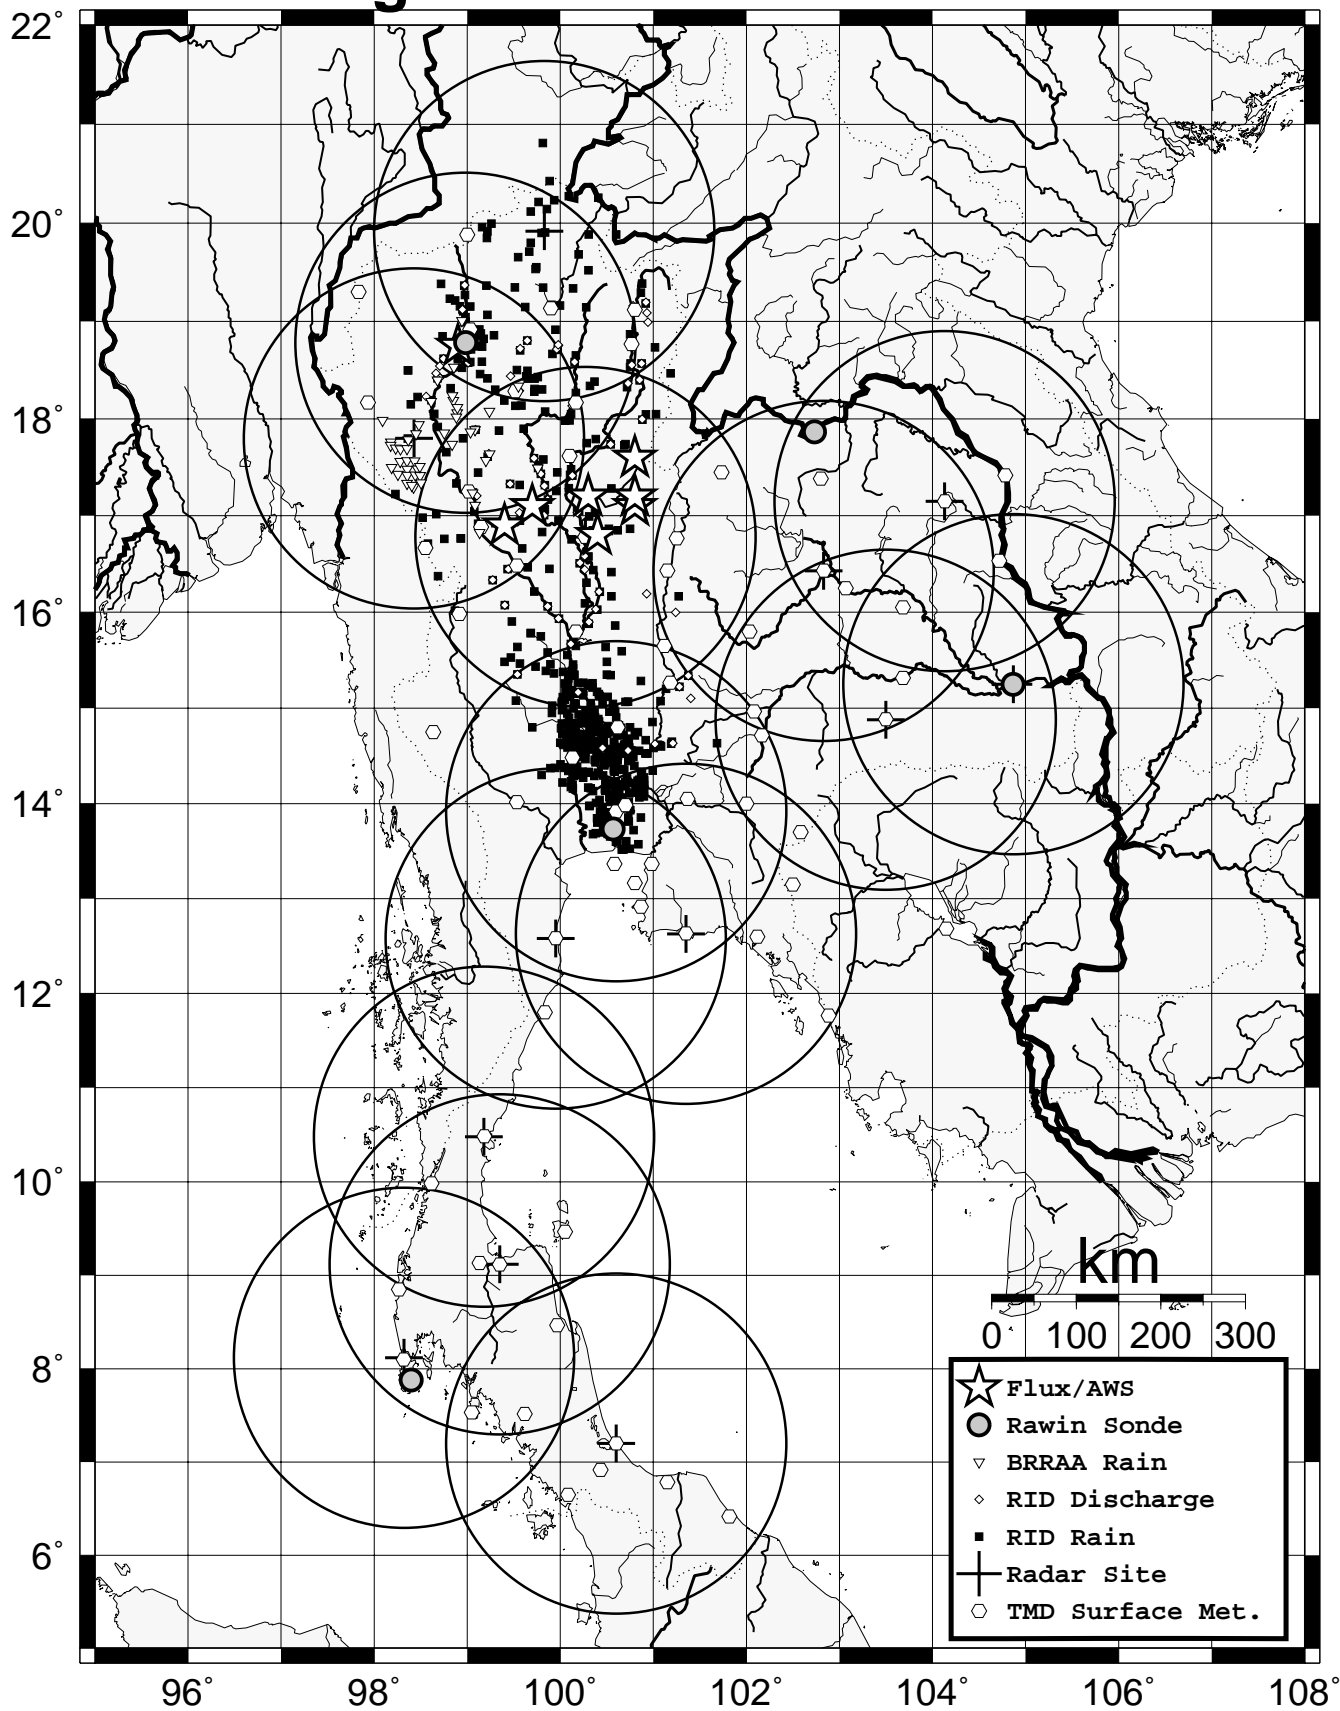 g
22°
20°
18°
16°
14°
12°
10°
8°
6°
km
0 100 200 300
Flux/AWS
Rawin Sonde
BRRAA Rain
RID Discharge
RID Rain
Radar Site
TMD Surface Met.
96° 98° 100° 102° 104° 106° 108°